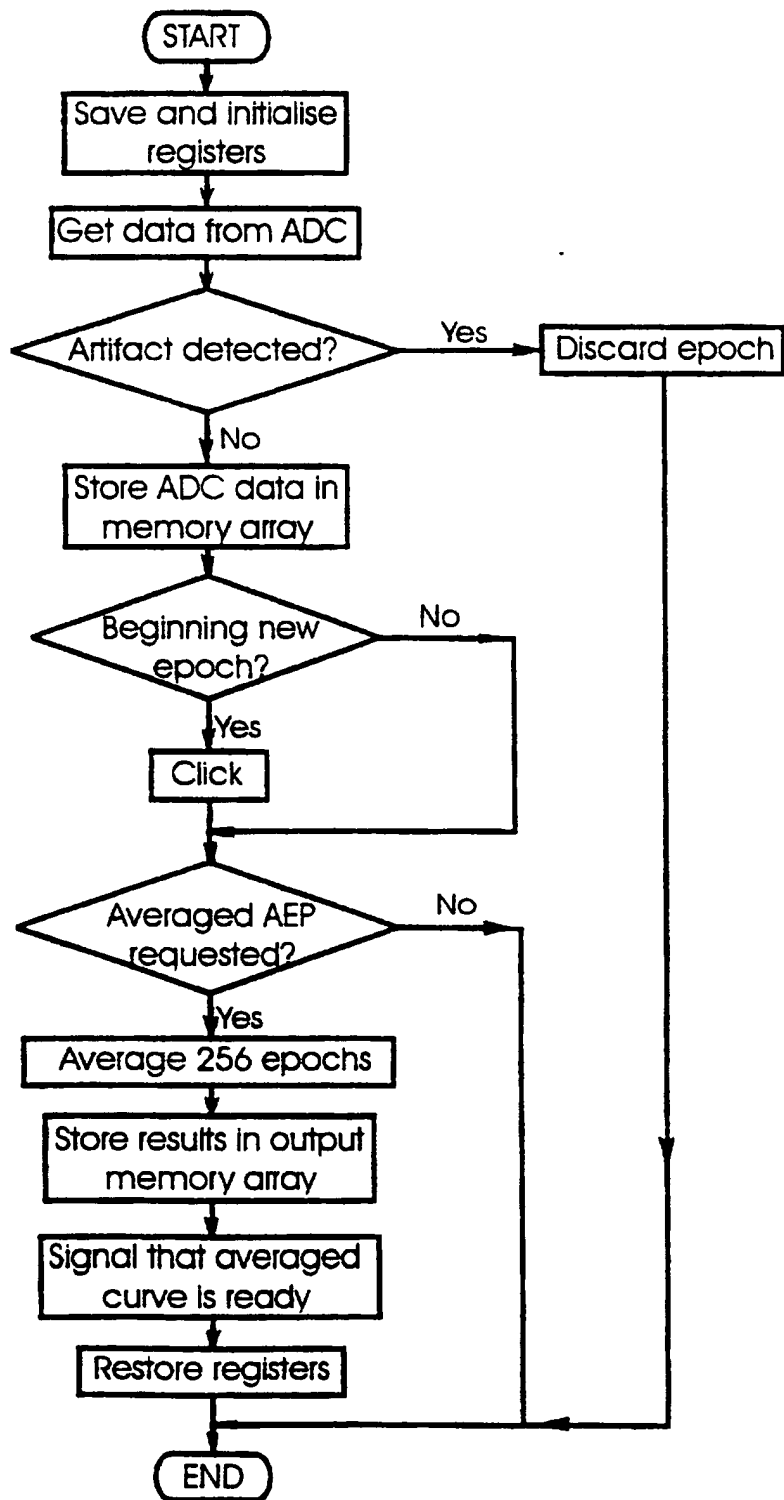 START
Save and initialise
registers
Get data from ADC
Artifact detected?
Yes
Discard epoch
No
Store ADC data in
memory array
Beginning new
epoch?
No
Yes
Click
Averaged AEP
requested?
No
Yes
Average 256 epochs
Store results in output
memory array
Signal that averaged
curve is ready
Restore registers
END